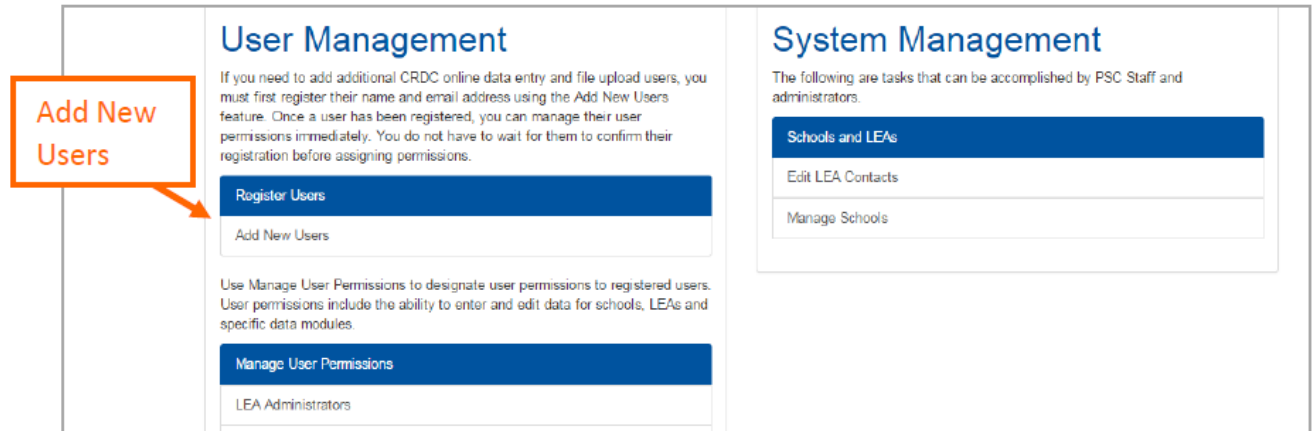 Add New
Users
User Management
If you need to add additional CRDC online data entry and file upload users, you
must first register their name and email address using the Add New Users
feature. Once a user has been registered, you can manage their user
permissions immediately. You do not have to wait for them to confirm their
registration before assigning permissions.
Register Users
Add New Users
Use Manage User Permissions to designate user permissions to registered users.
User permissions include the ability to enter and edit data for schools, LEAs and
specific data modules.
Manage User Permissions
LEA Administrators
System Management
The following are tasks that can be accomplished by PSC Staff and
administrators.
Schools and LEAs
Edit LEA Contacts
Manage Schools